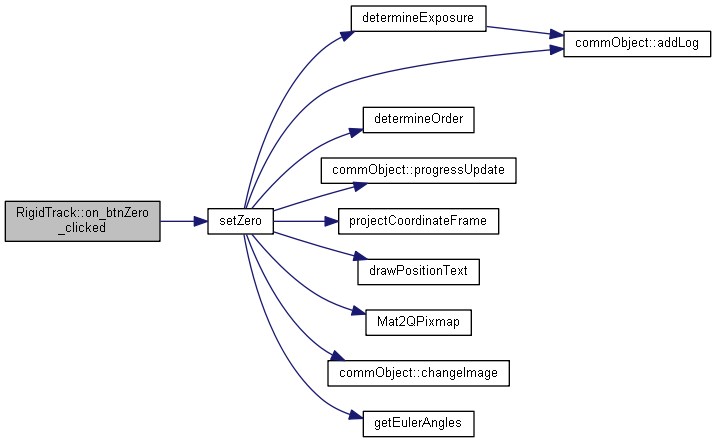 determineExposure
commObject::addLog
determineOrder
commObject::progressUpdate
RigidTrack::on_btnZero
_clicked
setZero
projectCoordinateFrame
drawPositionText
Mat2QPixmap
commObject::changeImage
getEulerAngles